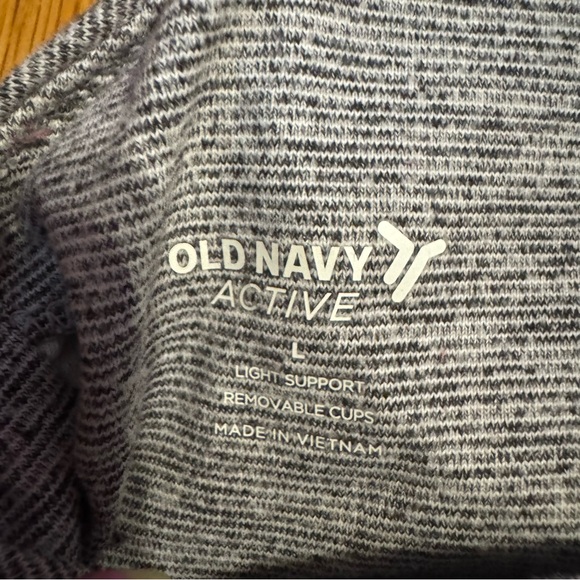 OLD NAVY
ACTIVE
L
LIGHT SUPPORT
REMOVABLE CUPS
MADE IN VIETNAM